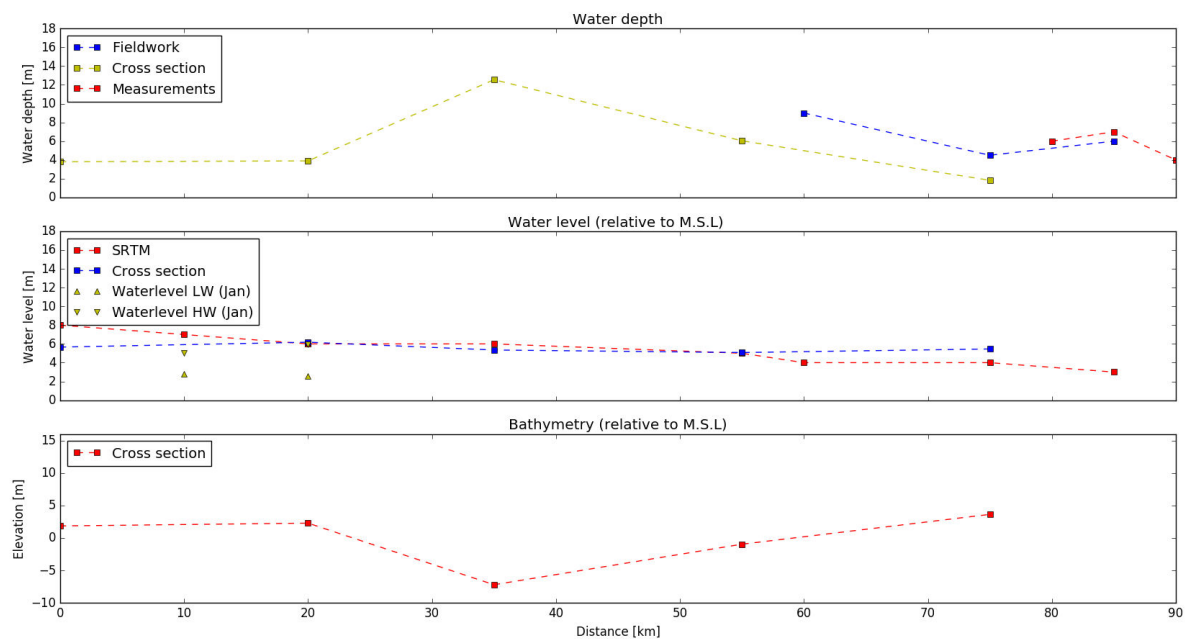 Water depth
18
16
14
12
10
8
6
4
2
0
Water depth [m]
Fieldwork
Cross section
Measurements
Water level (relative to M.S.L)
18
16
14
12
10
8
6
4
2
0
Water level [m]
SRTM
Cross section
Waterlevel LW (Jan)
Waterlevel HW (Jan)
Bathymetry (relative to M.S.L)
15
10
5
0
−5
−10
Elevation [m]
Cross section
0 10 20 30 40 50 60 70 80 90
Distance [km]